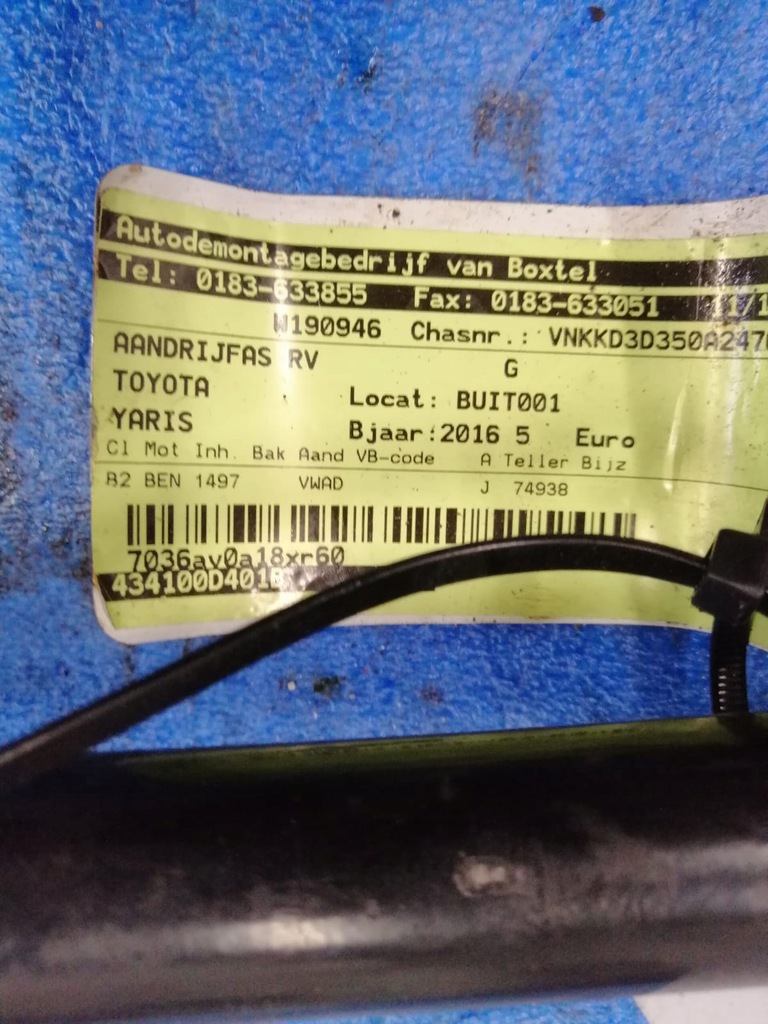 Autodemontagebedrijf van Boxtel
Tel: 0183-633855 Fax: 0183-633051 11/1
W190946 Chasnr.: VNKKD3D350A247
AANDRIJFAS RV G
TOYOTA Locat: BUIT001
YARIS Bjaar:2016 5 Euro
Cl Mot Inh. Bak Aand VB-code A Teller Bijz
B2 BEN 1497 VWAD J 74938
7036av0a18xr60
434100D401